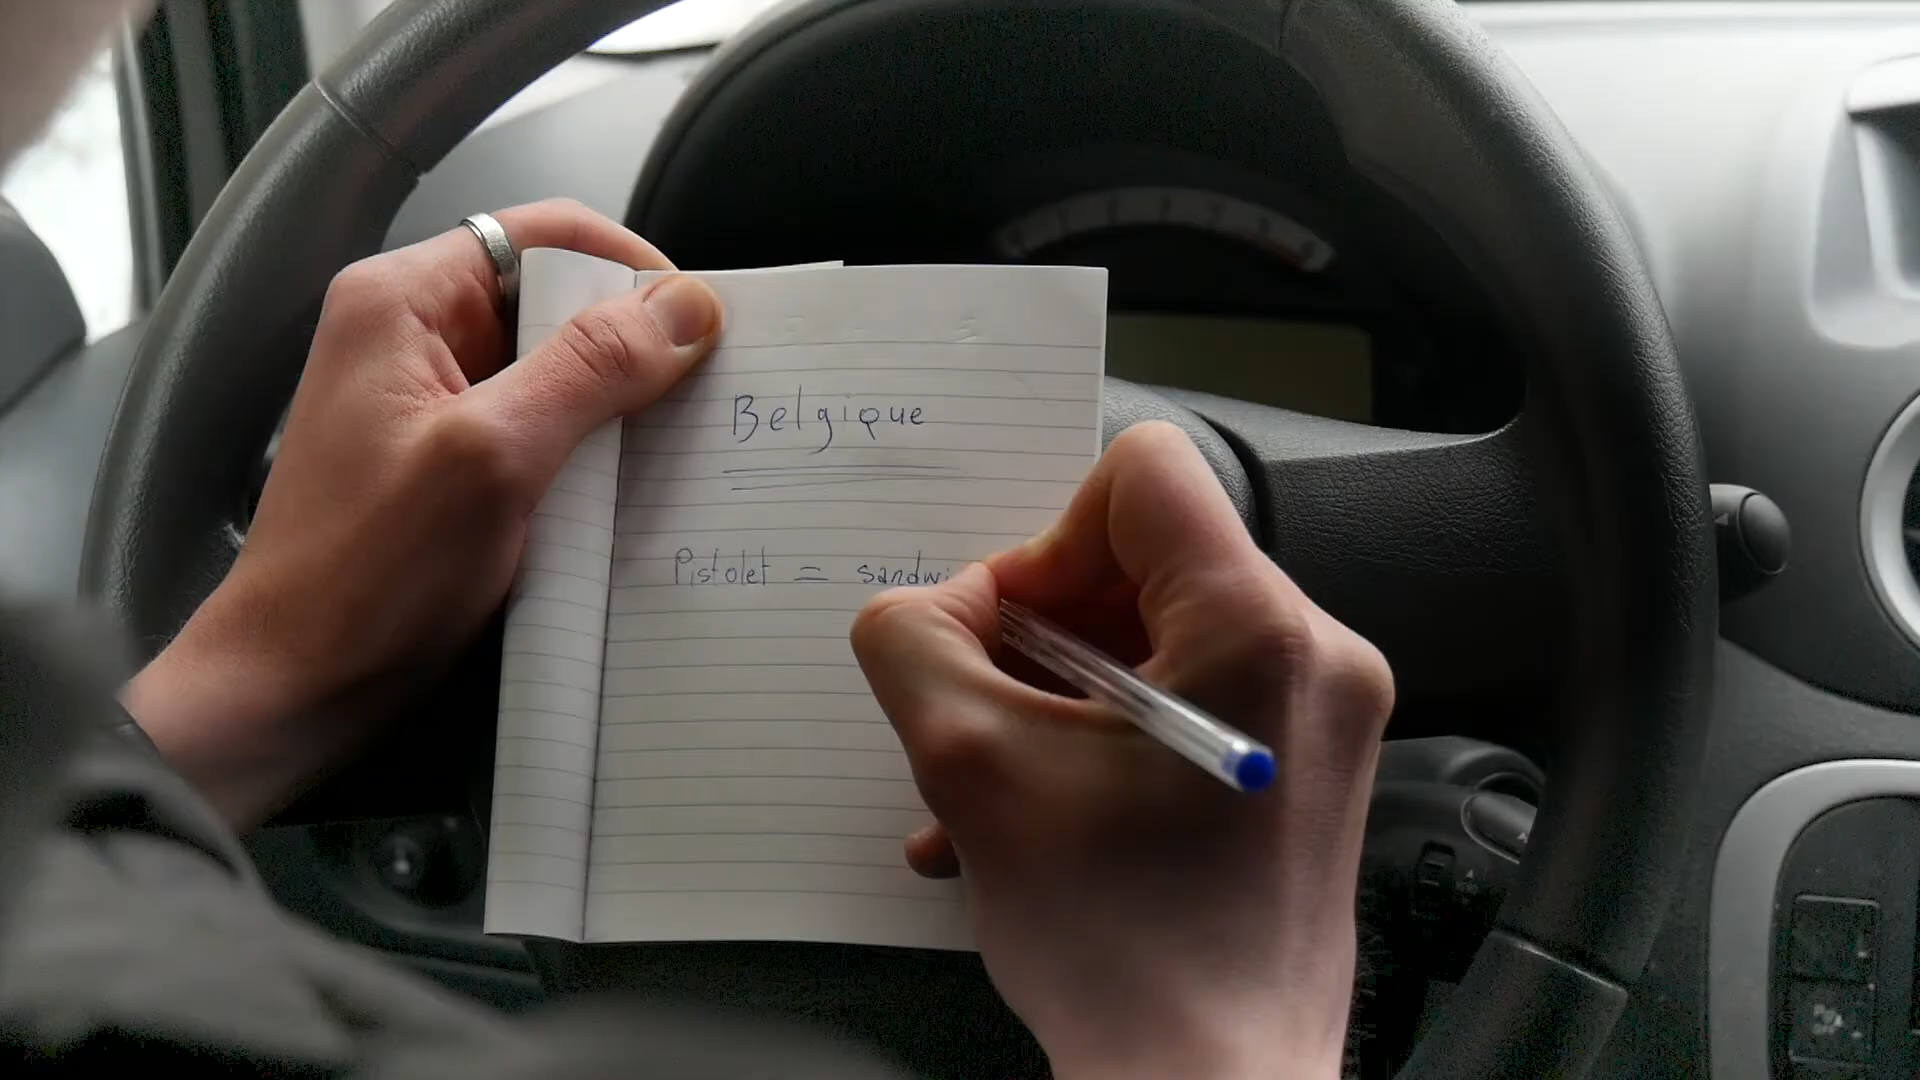 Belgique
Pistolet = sandwi